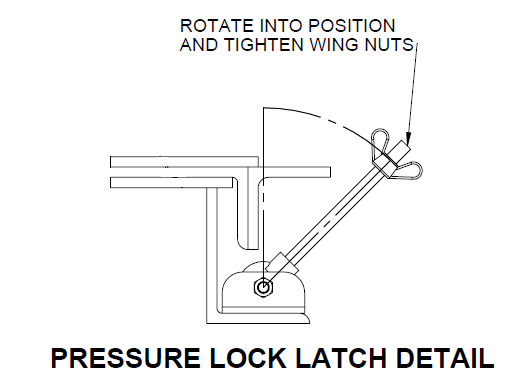 ROTATE INTO POSITION
AND TIGHTEN WING NUTS
PRESSURE LOCK LATCH DETAIL